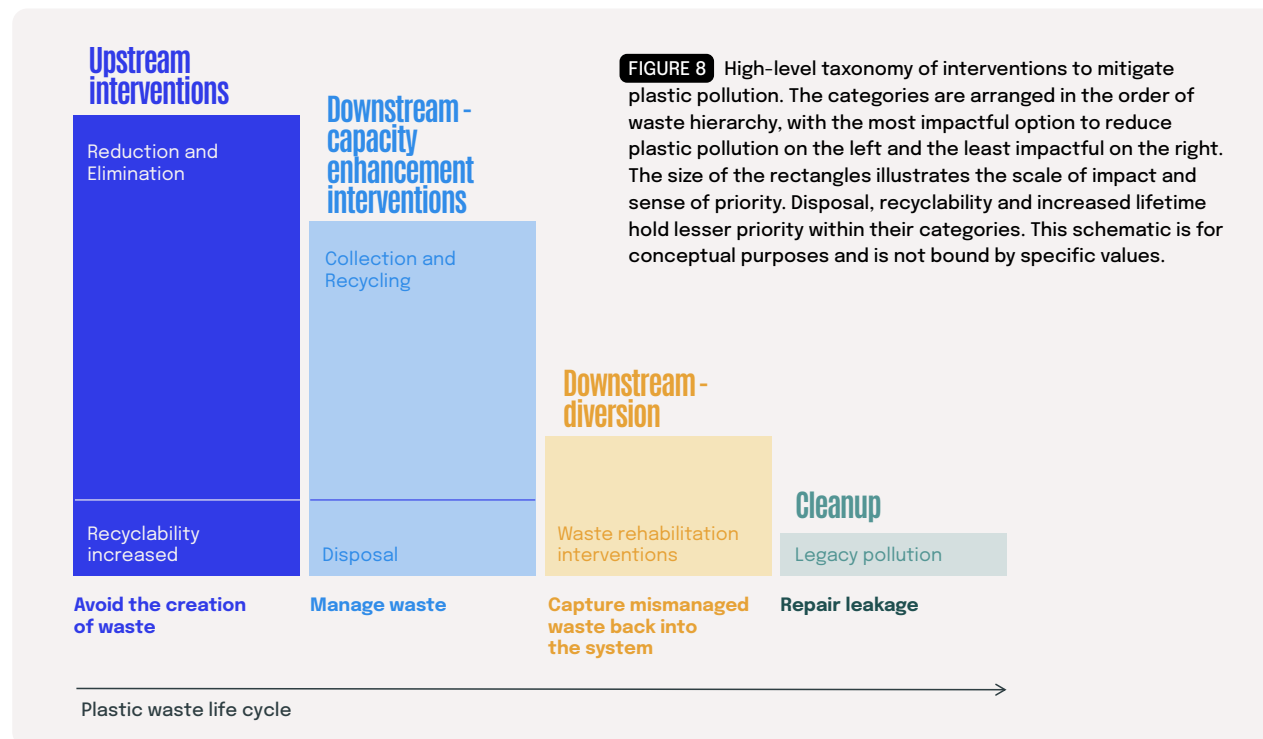 Upstream
interventions
Reduction and
Elimination
Recyclability
increased
Avoid the creation
of waste
Downstream -
capacity
enhancement
interventions
Collection and
Recycling
Disposal
Manage waste
Downstream -
diversion
Waste rehabilitation
interventions
Capture mismanaged
waste back into
the system
Cleanup
Legacy pollution
Repair leakage
Plastic waste life cycle
FIGURE 8 High-level taxonomy of interventions to mitigate
plastic pollution. The categories are arranged in the order of
waste hierarchy, with the most impactful option to reduce
plastic pollution on the left and the least impactful on the right.
The size of the rectangles illustrates the scale of impact and
sense of priority. Disposal, recyclability and increased lifetime
hold lesser priority within their categories. This schematic is for
conceptual purposes and is not bound by specific values.